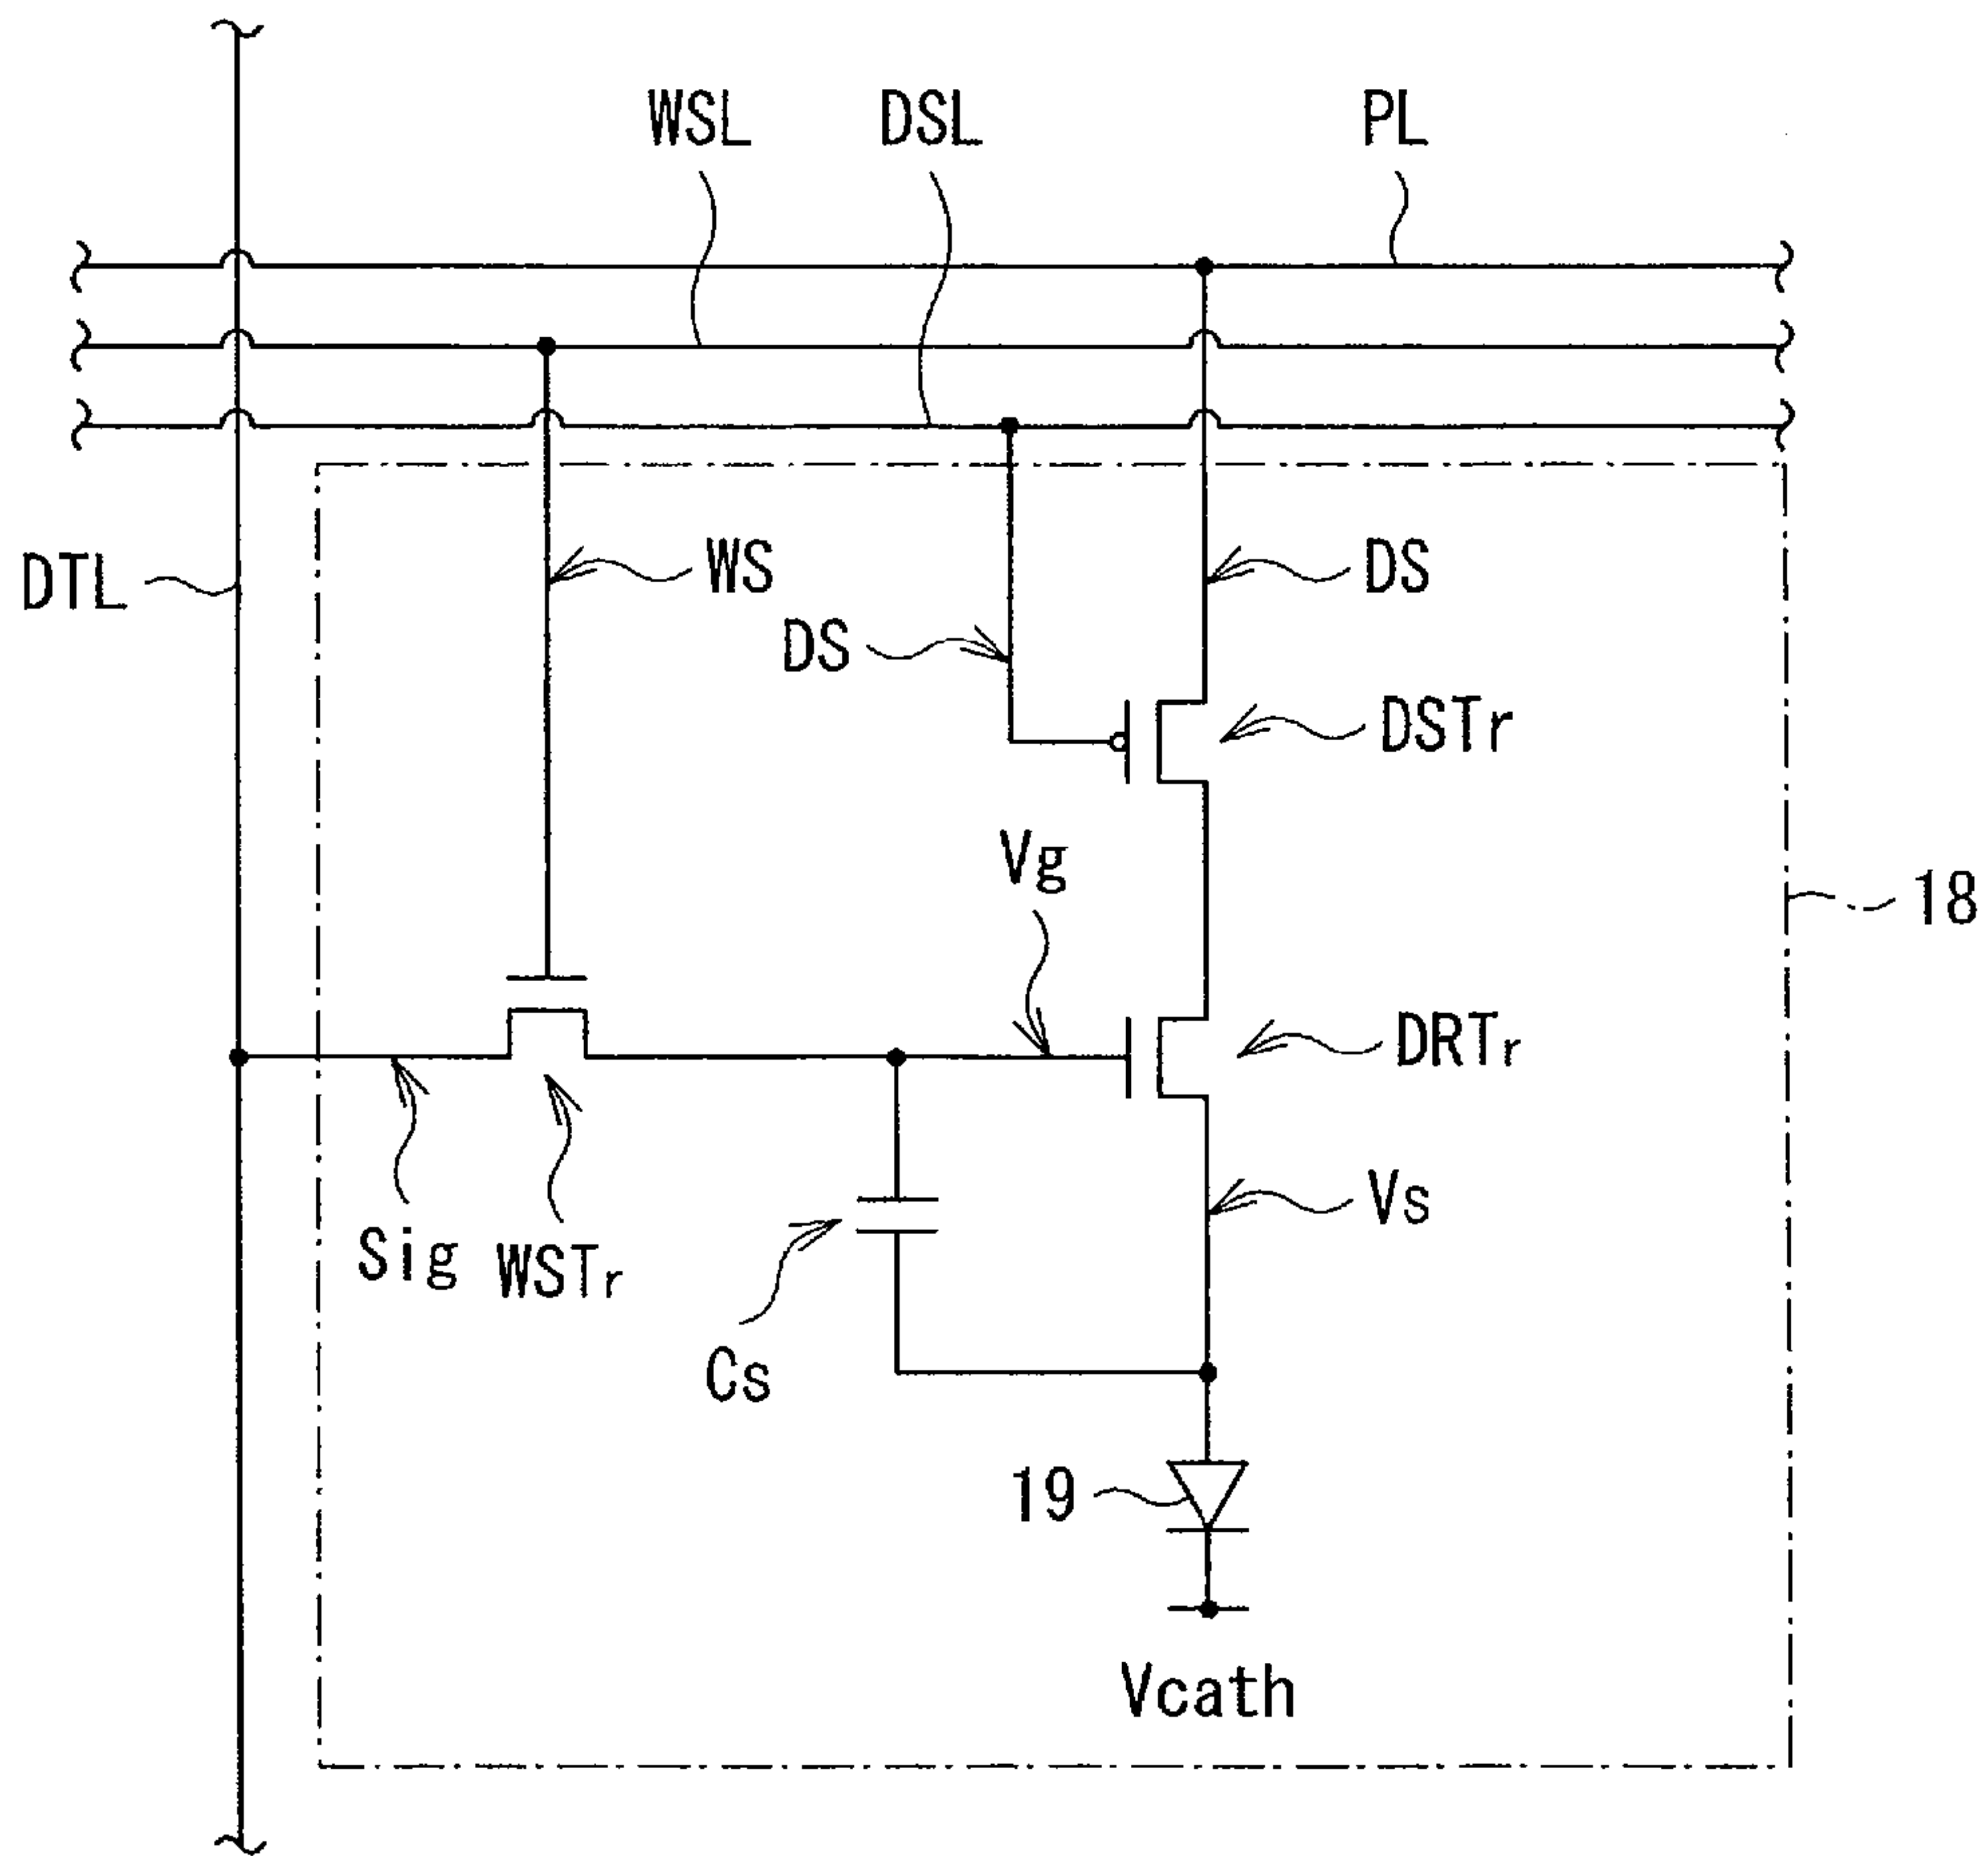 WSL DSL PL
DTL
WS
DS
DS
DSTr
Vg
18
DRTr
Sig
WSTr
Vs
Cs
19
Vcath